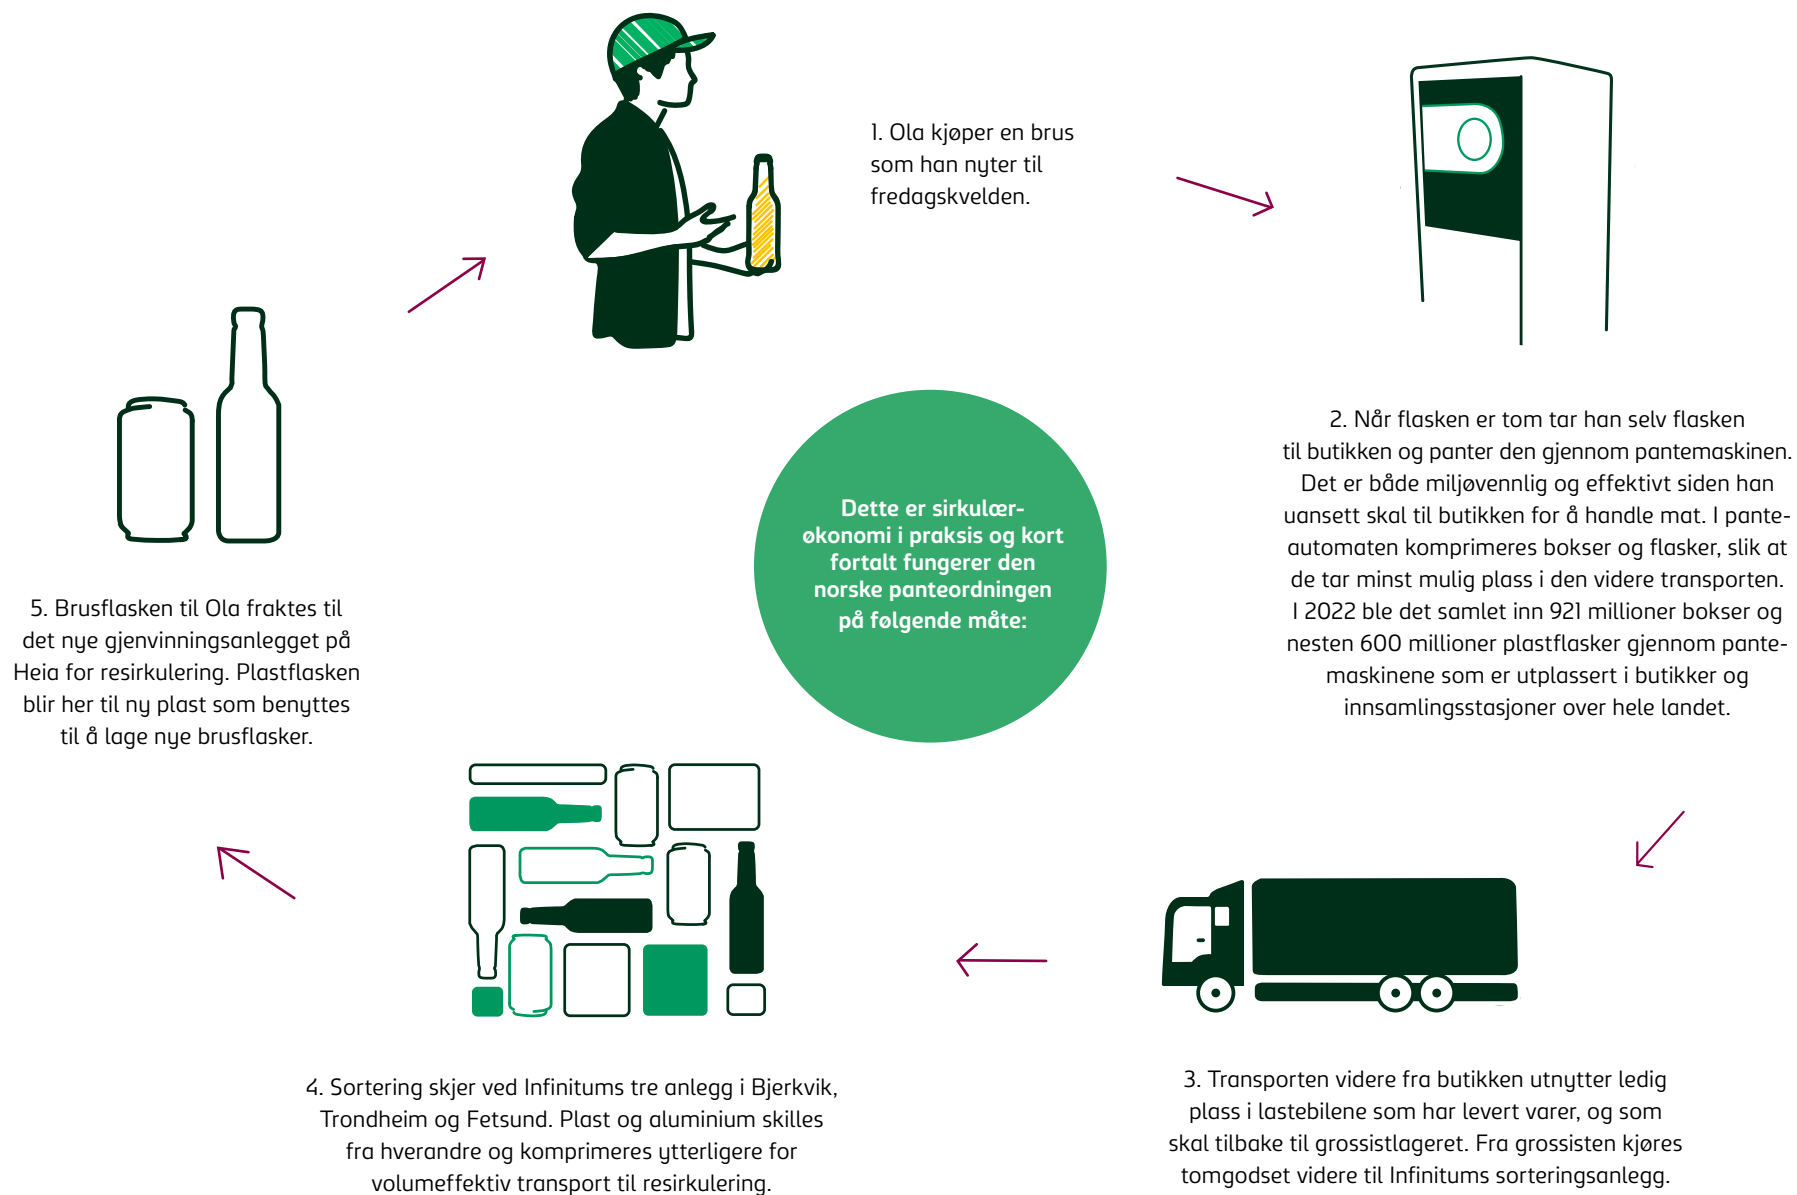 1. Ola kjøper en brus
som han nyter til
fredagskvelden.
2. Når flasken er tom tar han selv flasken
til butikken og panter den gjennom pantemaskinen.
Det er både miljøvennlig og effektivt siden han
uansett skal til butikken for å handle mat. I pante-
automaten komprimeres bokser og flasker, slik at
de tar minst mulig plass i den videre transporten.
I 2022 ble det samlet inn 921 millioner bokser og
nesten 600 millioner plastflasker gjennom pante-
maskinene som er utplassert i butikker og
innsamlingsstasjoner over hele landet.
Dette er sirkulær-
økonomi i praksis og kort
fortalt fungerer den
norske panteordningen
på følgende måte:
3. Transporten videre fra butikken utnytter ledig
plass i lastebilene som har levert varer, og som
skal tilbake til grossistlageret. Fra grossisten kjøres
tomgodset videre til Infinitums sorteringsanlegg.
4. Sortering skjer ved Infinitums tre anlegg i Bjerkvik,
Trondheim og Fetsund. Plast og aluminium skilles
fra hverandre og komprimeres ytterligere for
volumeffektiv transport til resirkulering.
5. Brusflasken til Ola fraktes til
det nye gjenvinningsanlegget på
Heia for resirkulering. Plastflasken
blir her til ny plast som benyttes
til å lage nye brusflasker.